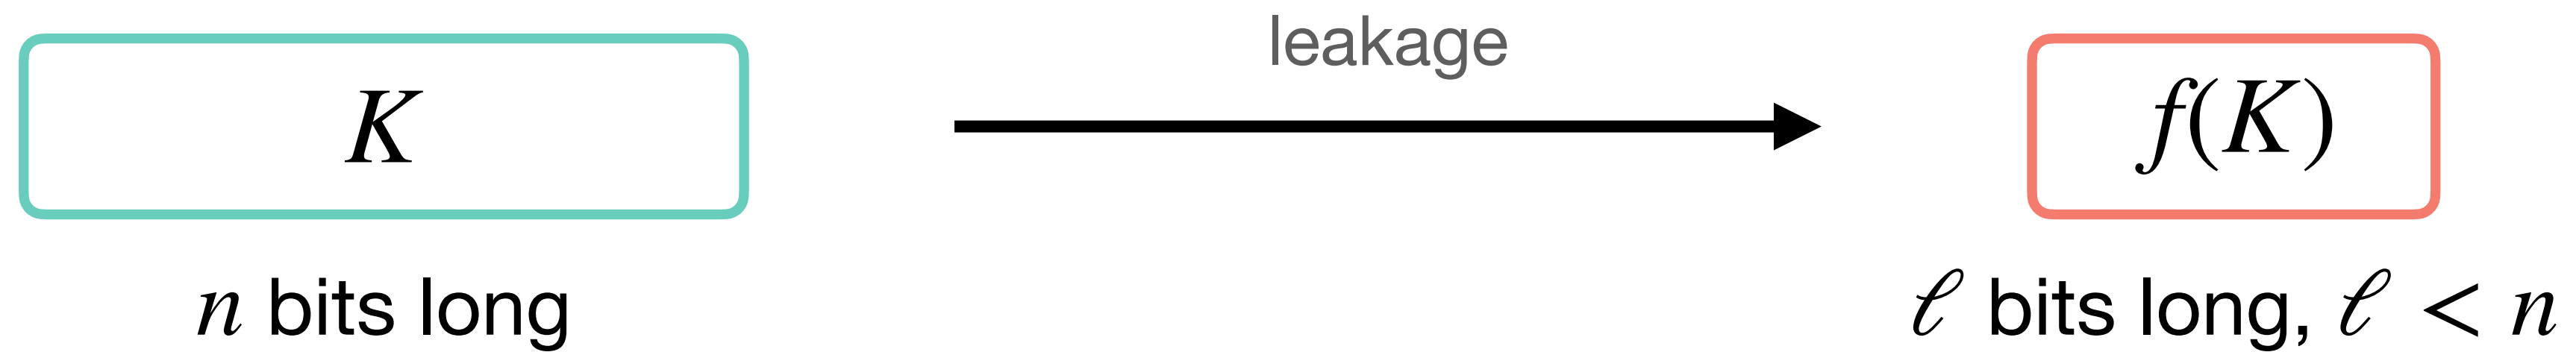 leakage
K
f(K)
n bits long
ℓ bits long, ℓ < n